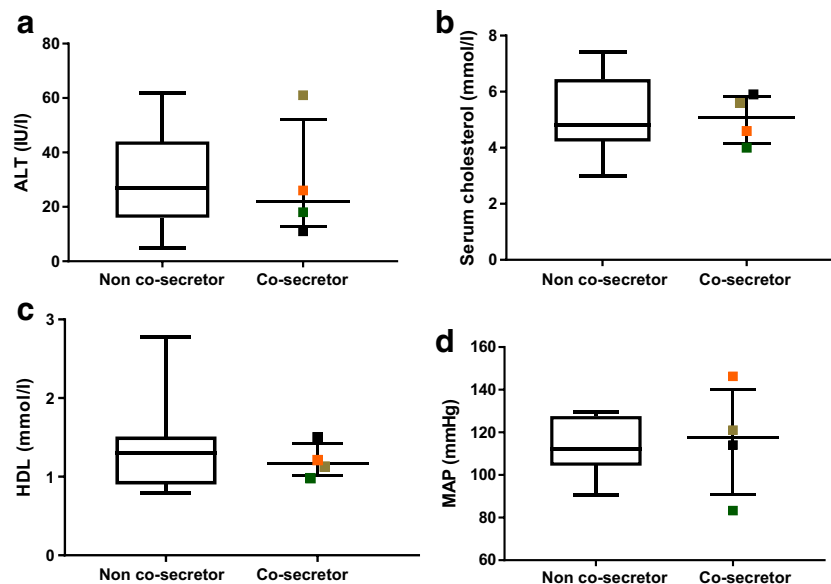 a
80
60
40
20
0
ALT (IU/l)
Non co-secretor
Co-secretor
b
8
6
4
2
0
Serum cholesterol (mmol/l)
Non co-secretor
Co-secretor
c
3
2
1
0
HDL (mmol/l)
Non co-secretor
Co-secretor
d
160
140
120
100
80
60
MAP (mmHg)
Non co-secretor
Co-secretor